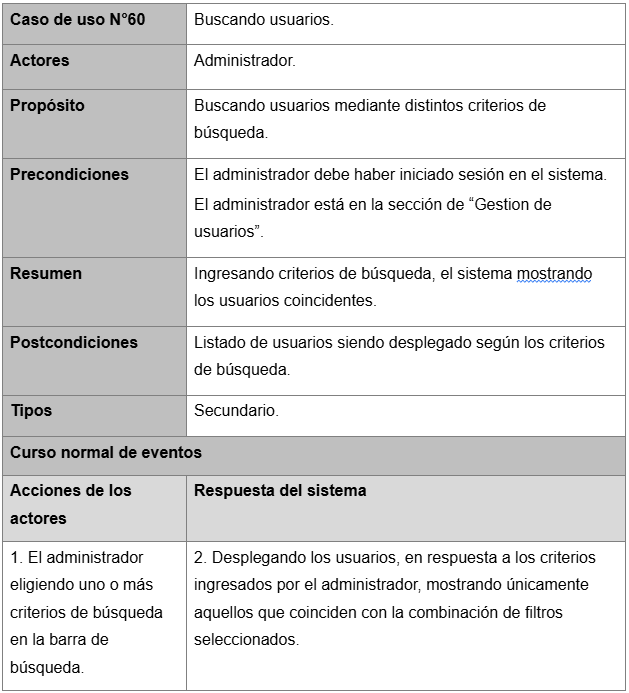 Caso de uso N°60
Buscando usuarios.
Actores
Administrador.
Propósito
Buscando usuarios mediante distintos criterios de
búsqueda.
Precondiciones
El administrador debe haber iniciado sesión en el sistema.
El administrador está en la sección de “Gestion de
usuarios”.
Resumen
Ingresando criterios de búsqueda, el sistema mostrando
los usuarios coincidentes.
Postcondiciones
Listado de usuarios siendo desplegado según los criterios
de búsqueda.
Tipos
Secundario.
Curso normal de eventos
Acciones de los
actores
Respuesta del sistema
1. El administrador
eligiendo uno o más
criterios de búsqueda
en la barra de
búsqueda.
2. Desplegando los usuarios, en respuesta a los criterios
ingresados por el administrador, mostrando únicamente
aquellos que coinciden con la combinación de filtros
seleccionados.